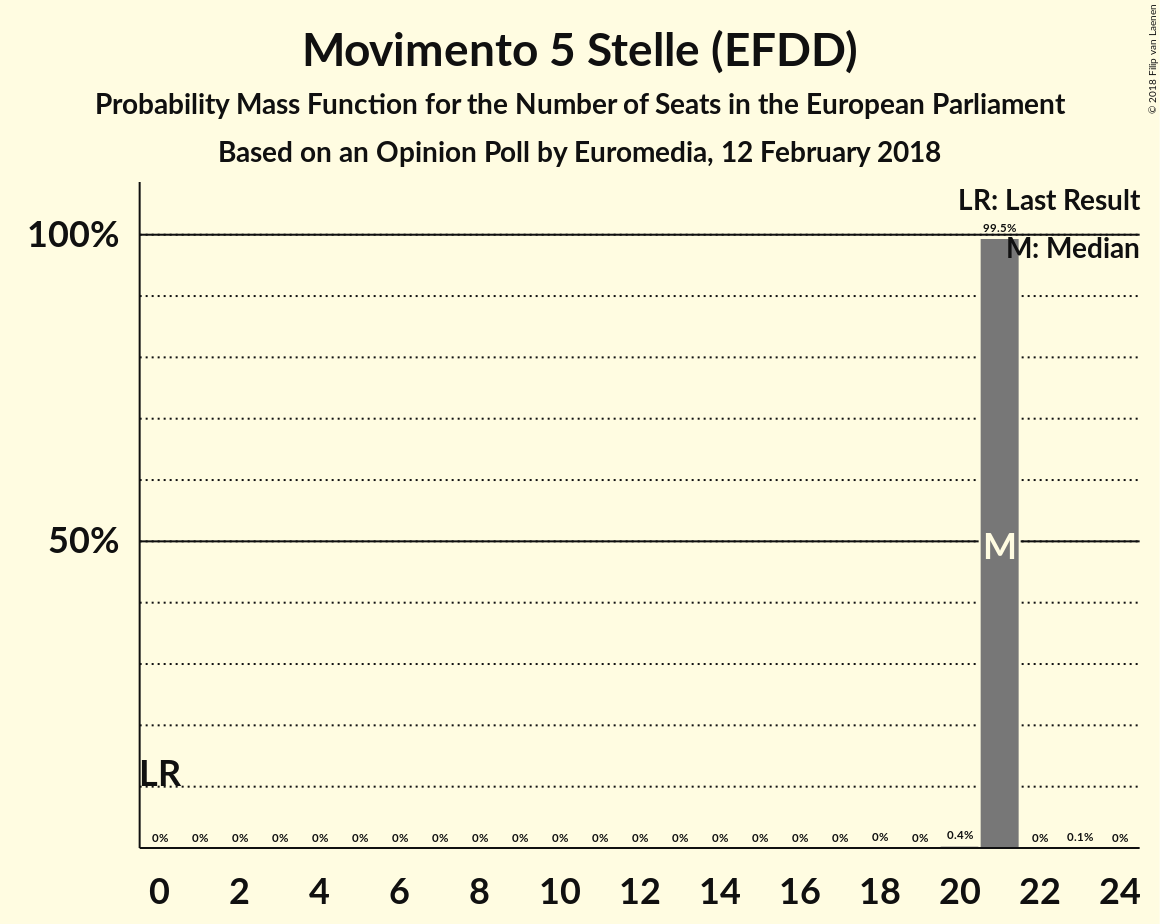 Movimento 5 Stelle (EFDD)
Probability Mass Function for the Number of Seats in the European Parliament
Based on an Opinion Poll by Euromedia, 12 February 2018
© 2018 Filip van Laenen
LR: Last Result
M: Median
100%
99.5%
50%
M
LR
0% 0% 0% 0% 0% 0% 0% 0% 0% 0% 0% 0% 0% 0% 0% 0% 0% 0% 0% 0% 0.4% 0% 0.1% 0%
0 2 4 6 8 10 12 14 16 18 20 22 24